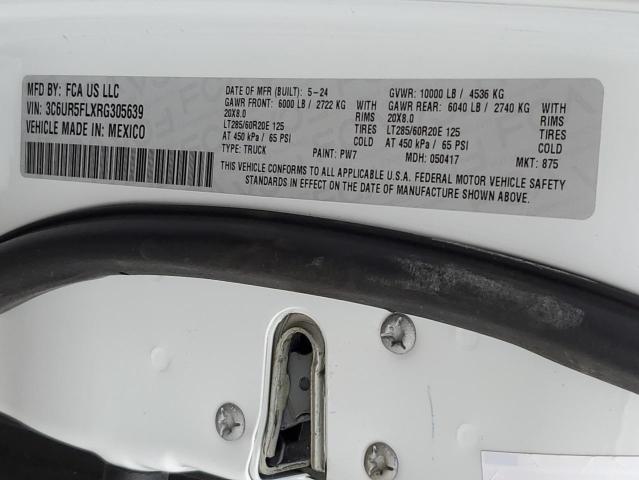 MFD BY: FCA US LLC
VIN: 3C6UR5FLXRG305639
VEHICLE MADE IN: MEXICO
DATE OF MFR (BUILT): 5-24 GVWR: 10000 LB / 4536 KG
GAWR FRONT: 6000 LB / 2722 KG WITH GAWR REAR: 6040 LB / 2740 KG WITH
20X8.0 RIMS 20X8.0 RIMS
LT285/60R20E 125 TIRES LT285/60R20E 125 TIRES
AT 450 kPa / 65 PSI COLD AT 450 kPa / 65 PSI COLD
TYPE: TRUCK PAINT: PW7 MDH: 050417 MKT: 875
THIS VEHICLE CONFORMS TO ALL APPLICABLE U.S.A. FEDERAL MOTOR VEHICLE SAFETY
STANDARDS IN EFFECT ON THE DATE OF MANUFACTURE SHOWN ABOVE.